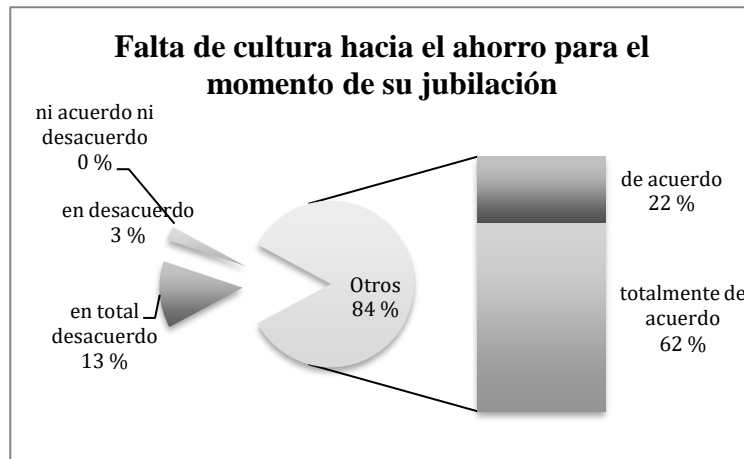 Falta de cultura hacia el ahorro para el
momento de su jubilación
ni acuerdo ni
desacuerdo
0 %
en desacuerdo
3 %
en total
desacuerdo
13 %
Otros
84 %
de acuerdo
22 %
totalmente de
acuerdo
62 %